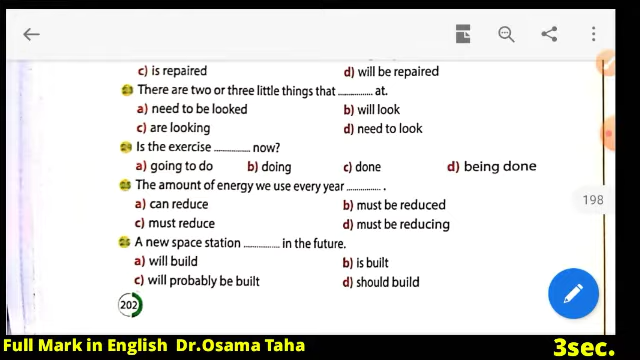 c) is repaired d) will be repaired
There are two or three little things that ................ at.
a) need to be looked b) will look
c) are looking d) need to look
Is the exercise .............. now?
a) going to do b) doing c) done d) being done
The amount of energy we use every year ................ .
a) can reduce b) must be reduced
c) must reduce d) must be reducing
A new space station .............. in the future.
a) will build b) is built
c) will probably be built d) should build
198
202
Full Mark in English Dr.Osama Taha
3sec.